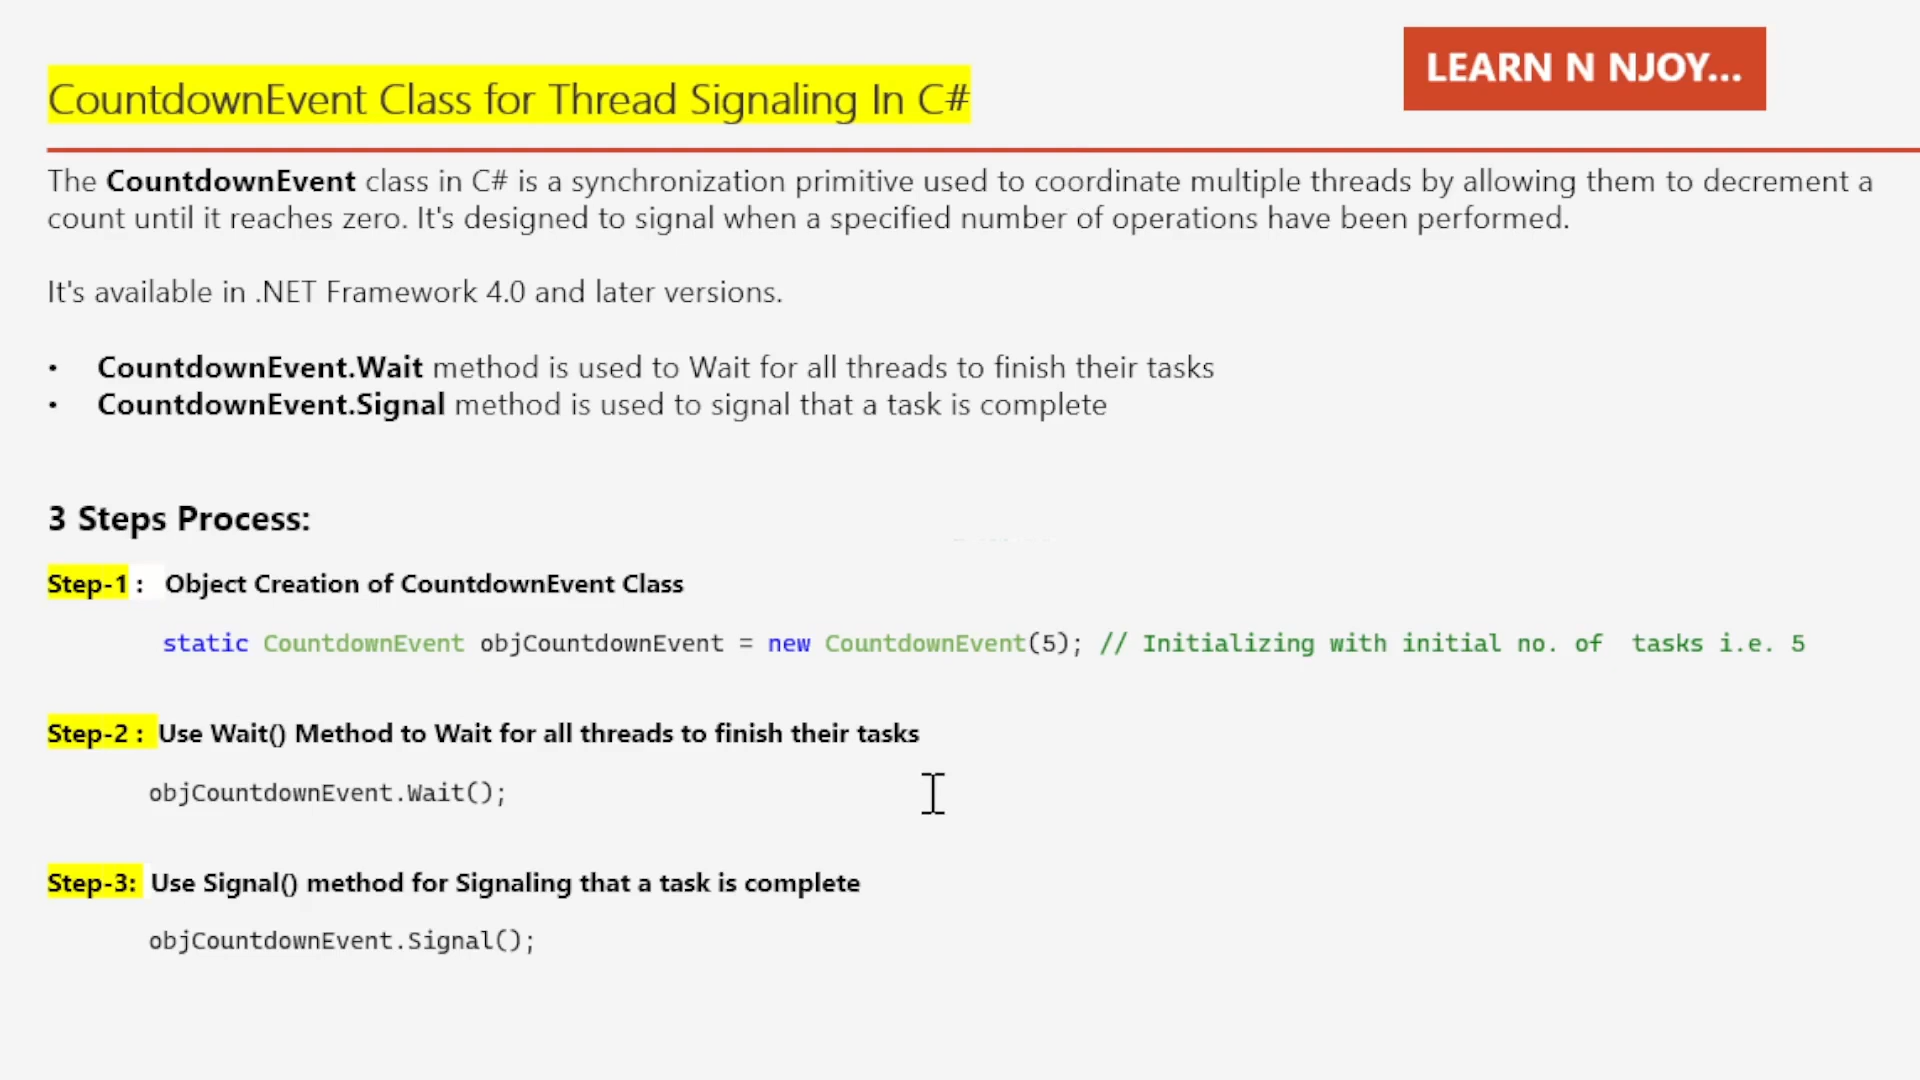 LEARN N NJOY...
CountdownEvent Class for Thread Signaling In C#
The CountdownEvent class in C# is a synchronization primitive used to coordinate multiple threads by allowing them to decrement a
count until it reaches zero. It's designed to signal when a specified number of operations have been performed.
It's available in .NET Framework 4.0 and later versions.
• CountdownEvent.Wait method is used to Wait for all threads to finish their tasks
• CountdownEvent.Signal method is used to signal that a task is complete
3 Steps Process:
Step-1 : Object Creation of CountdownEvent Class
static CountdownEvent objCountdownEvent = new CountdownEvent(5); // Initializing with initial no. of  tasks i.e. 5
Step-2 : Use Wait() Method to Wait for all threads to finish their tasks
objCountdownEvent.Wait();
Step-3: Use Signal() method for Signaling that a task is complete
objCountdownEvent.Signal();